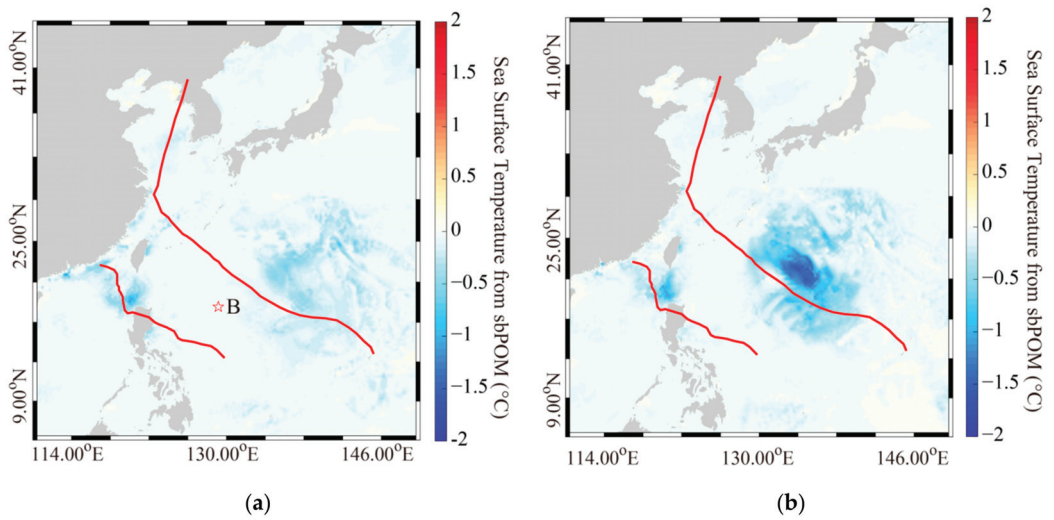 41.00°N
25.00°N
9.00°N
114.00°E
130.00°E
146.00°E
☆B
2
1.5
1
0.5
0
−0.5
−1
−1.5
−2
Sea Surface Temperature from sbPOM (°C)
(a)
41.00°N
25.00°N
9.00°N
114.00°E
130.00°E
146.00°E
2
1.5
1
0.5
0
−0.5
−1
−1.5
−2
Sea Surface Temperature from sbPOM (°C)
(b)